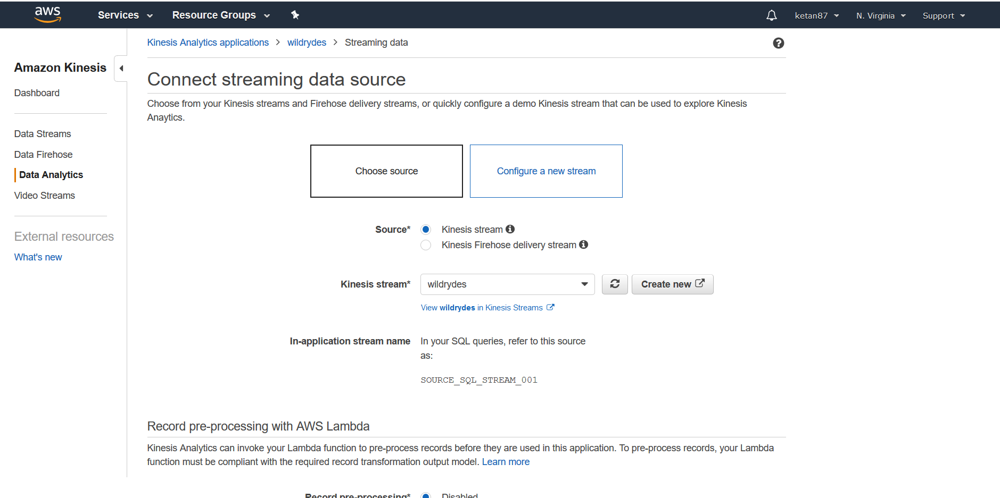 aws Services Resource Groups ketan87 N. Virginia Support
Kinesis Analytics applications > wildrydes > Streaming data
Amazon Kinesis
Dashboard
Data Streams
Data Firehose
Data Analytics
Video Streams
External resources
What's new
Connect streaming data source
Choose from your Kinesis streams and Firehose delivery streams, or quickly configure a demo Kinesis stream that can be used to explore Kinesis
Anaytics.
Choose source
Configure a new stream
Source* Kinesis stream
Kinesis Firehose delivery stream
Kinesis stream* wildrydes Create new
View wildrydes in Kinesis Streams
In-application stream name In your SQL queries, refer to this source
as:
SOURCE_SQL_STREAM_001
Record pre-processing with AWS Lambda
Kinesis Analytics can invoke your Lambda function to pre-process records before they are used in this application. To pre-process records, your Lambda
function must be compliant with the required record transformation output model. Learn more
Record pre-processing* Disabled